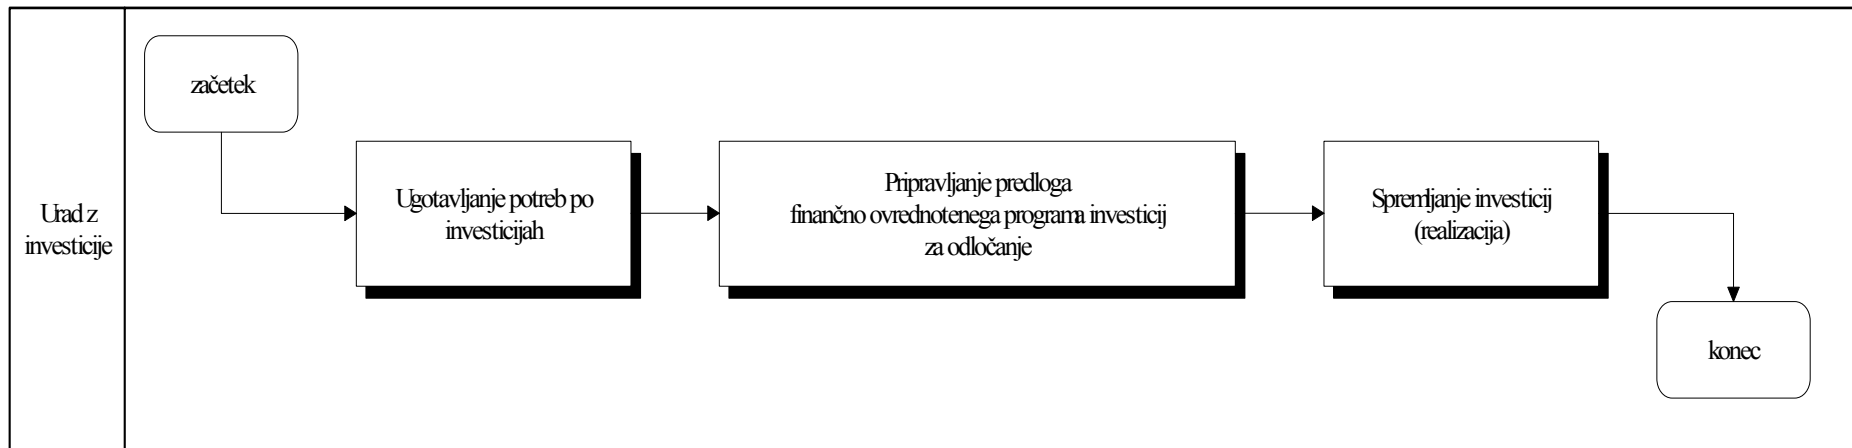 začetek
Urad z
investicije
Ugotavljanje potreb po
investicijah
Pripravljanje predloga
finančno ovrednotenega programa investicij
za odločanje
Spremljanje investicij
(realizacija)
konec